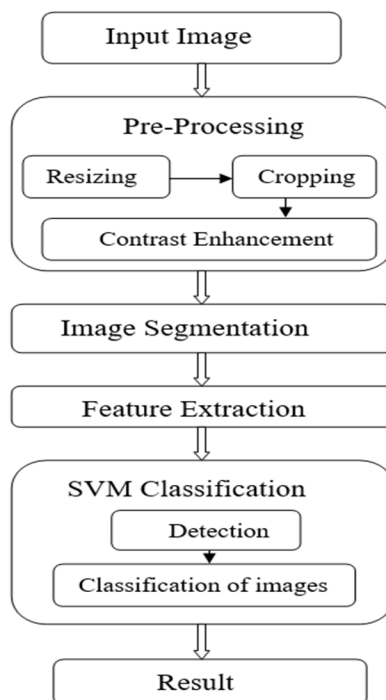 Input Image
Pre-Processing
Resizing
Cropping
Contrast Enhancement
Image Segmentation
Feature Extraction
SVM Classification
Detection
Classification of images
Result